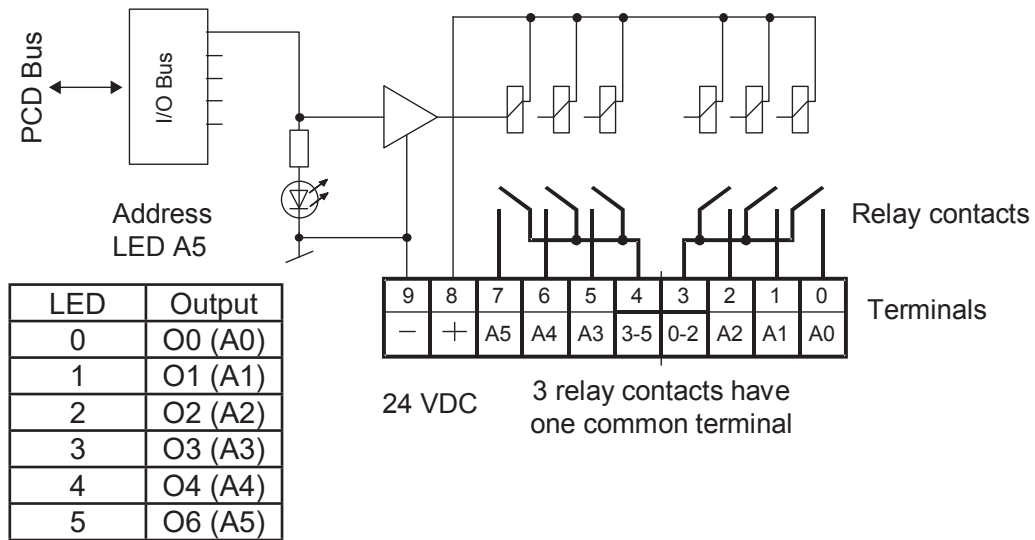 PCD Bus
I/O Bus
Address
LED A5
Relay contacts
9 8 7 6 5 4 3 2 1 0
− + A5 A4 A3 3-5 0-2 A2 A1 A0
Terminals
24 VDC
3 relay contacts have
one common terminal
LED Output
0 O0 (A0)
1 O1 (A1)
2 O2 (A2)
3 O3 (A3)
4 O4 (A4)
5 O6 (A5)